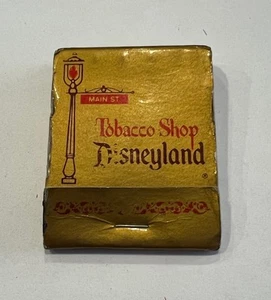 MAIN ST.
Tobacco Shop
Disneyland
®